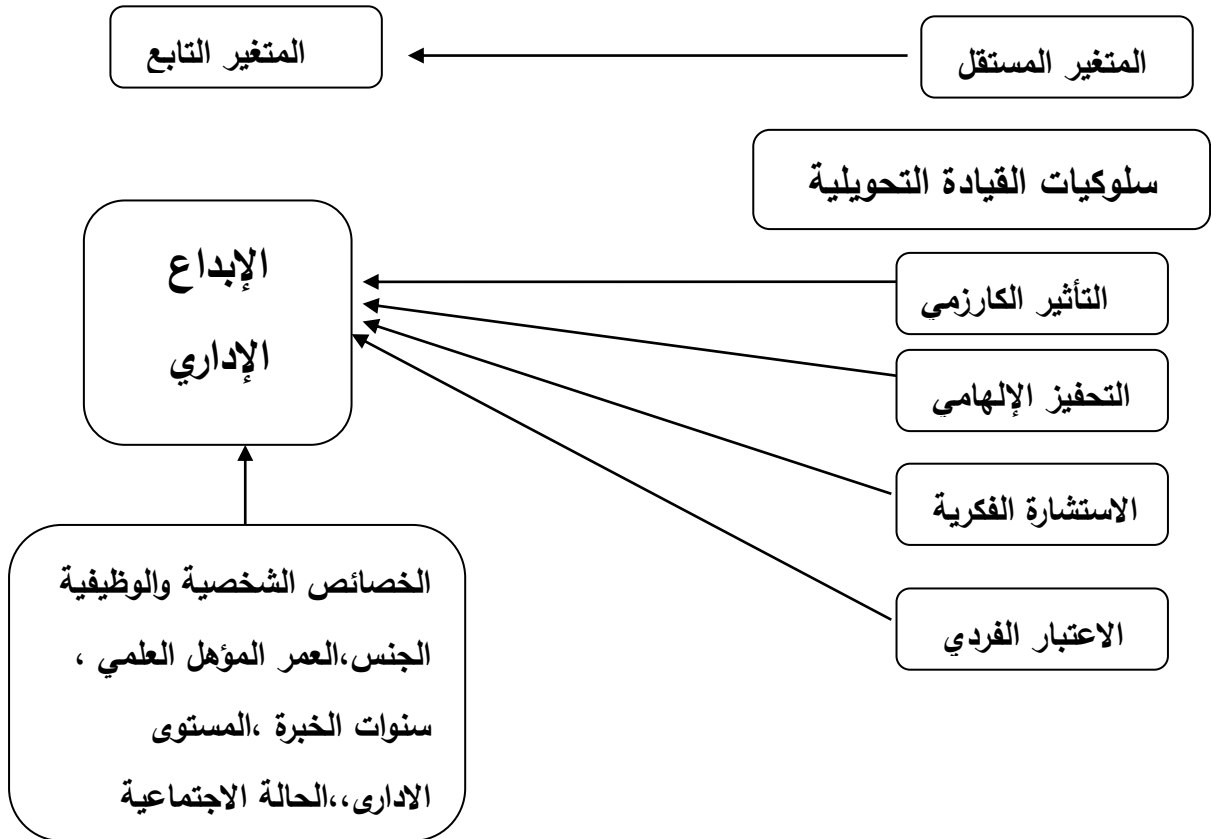 المتغير المستقل
المتغير التابع
سلوكيات القيادة التحويلية
التأثير الكارزمي
التحفيز الإلهامي
الاستشارة الفكرية
الاعتبار الفردي
الإبداع
الإداري
الخصائص الشخصية والوظيفية
الجنس،العمر المؤهل العلمي ،
سنوات الخبرة ،المستوى
الادارى،،الحالة الاجتماعية